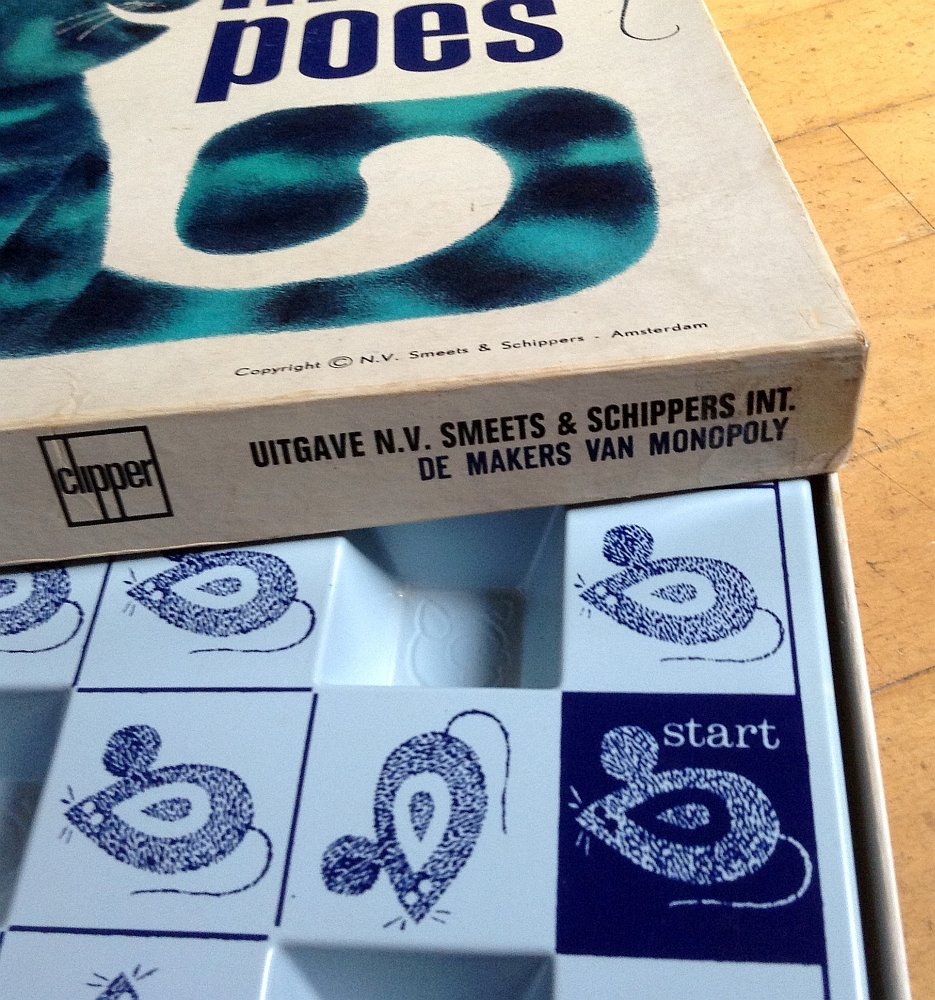 poes
Copyright © N.V. Smeets & Schippers - Amsterdam
clipper
UITGAVE N.V. SMEETS & SCHIPPERS INT.
DE MAKERS VAN MONOPOLY
start